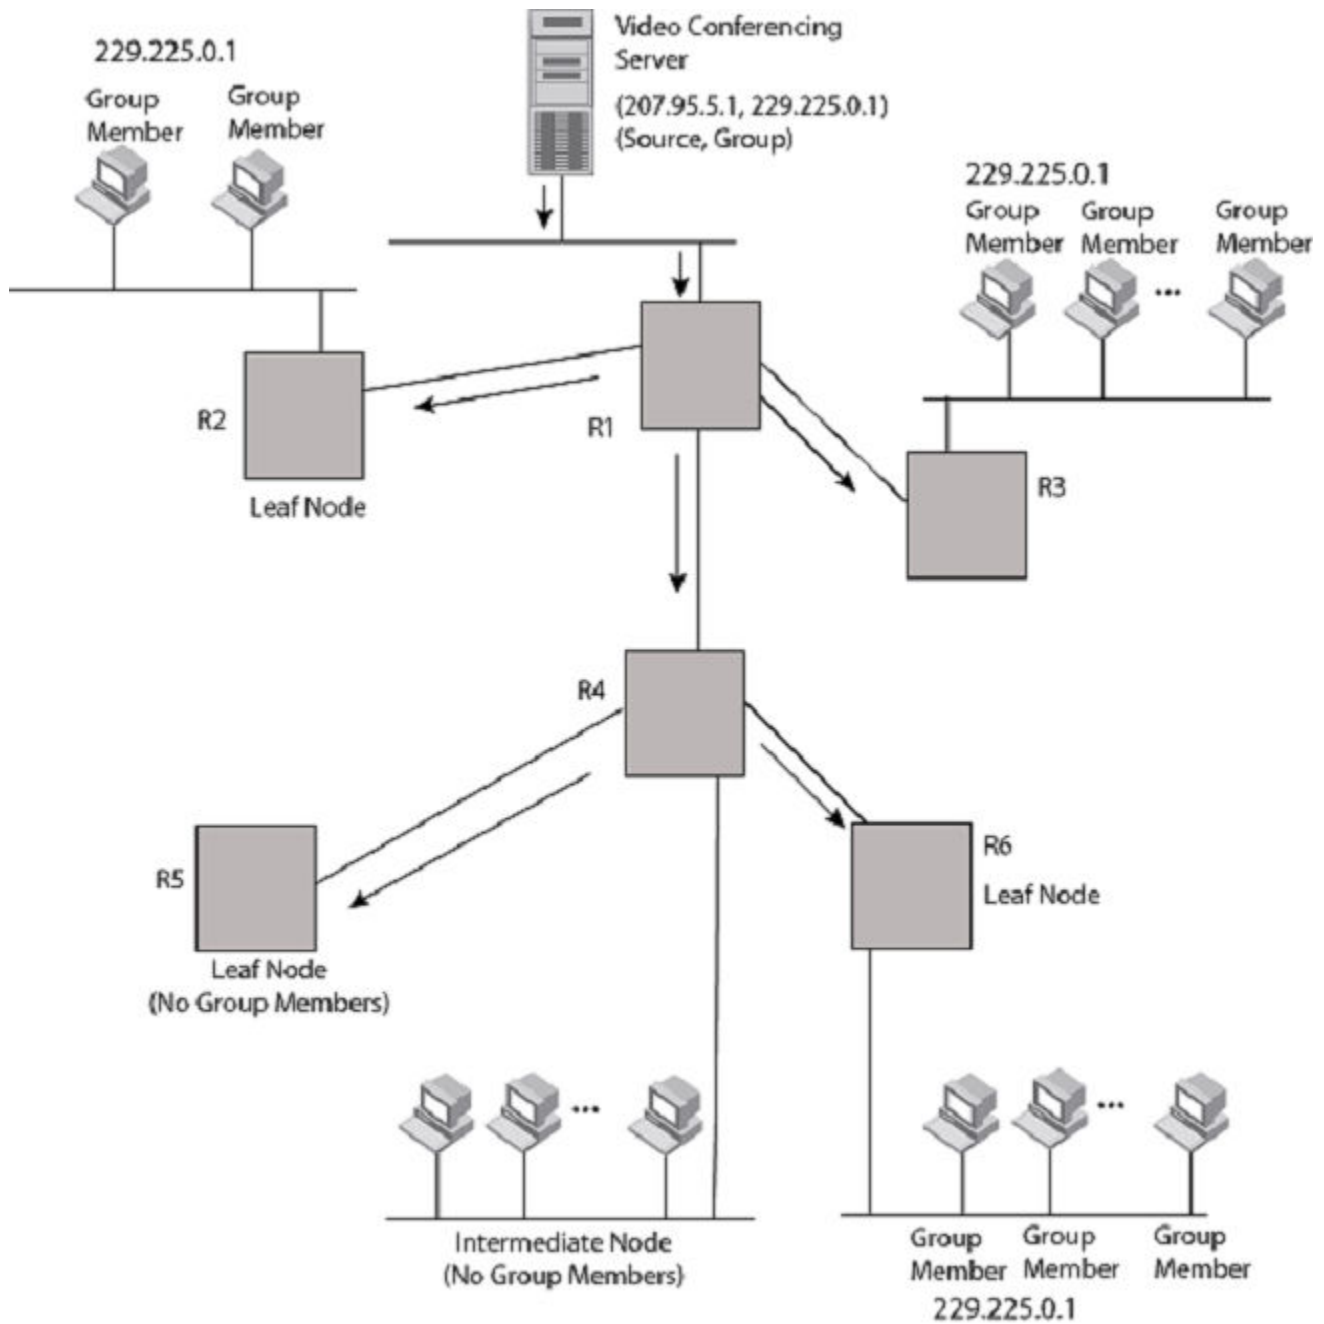 229.225.0.1
Group
Member
Group
Member
Video Conferencing
Server
(207.95.5.1, 229.225.0.1)
(Source, Group)
229.225.0.1
Group
Member
Group
Member
...
Group
Member
R2
Leaf Node
R1
R3
R4
R5
Leaf Node
(No Group Members)
R6
Leaf Node
...
Intermediate Node
(No Group Members)
...
Group
Member
Group
Member
Group
Member
229.225.0.1